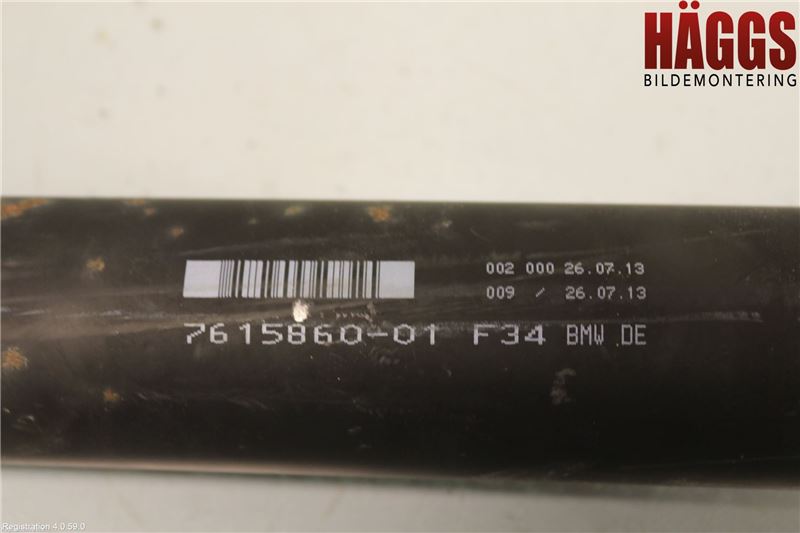 HÄGGS
BILDEMONTERING
002 000 26.07.13
009 / 26.07.13
7615860-01 F34 BMW DE
Registration 4.0.59.0